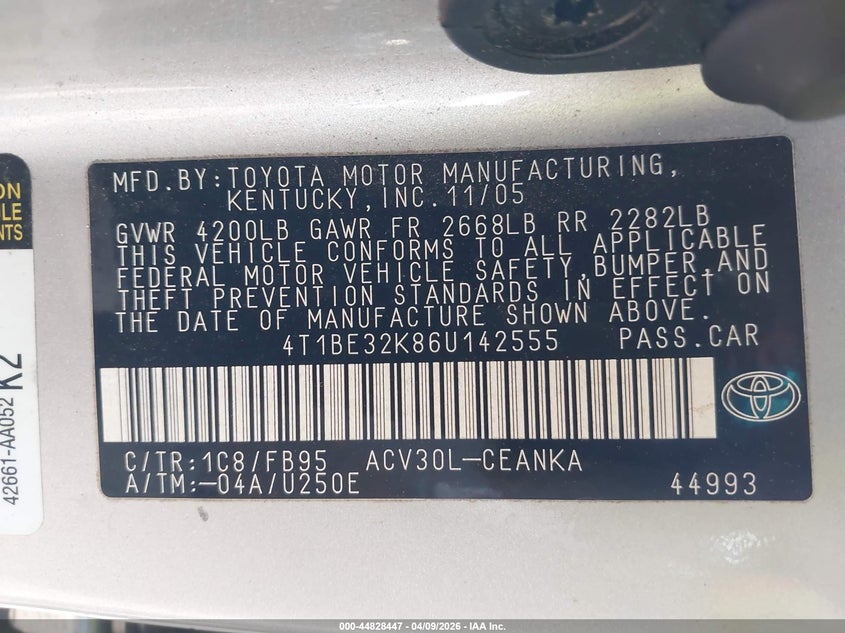 MFD.BY:TOYOTA MOTOR MANUFACTURING,
KENTUCKY,INC.11/05
GVWR 4200LB GAWR FR 2668LB RR 2282LB
THIS VEHICLE CONFORMS TO ALL APPLICABLE
FEDERAL MOTOR VEHICLE SAFETY,BUMPER,AND
THEFT PREVENTION STANDARDS IN EFFECT ON
THE DATE OF MANUFACTURE SHOWN ABOVE.
4T1BE32K86U142555 PASS.CAR
C/TR:1C8/FB95 ACV30L-CEANKA
A/TM:-04A/U250E 44993
42661-AA052
K2
000-44828447 - 04/09/2026 - IAA Inc.